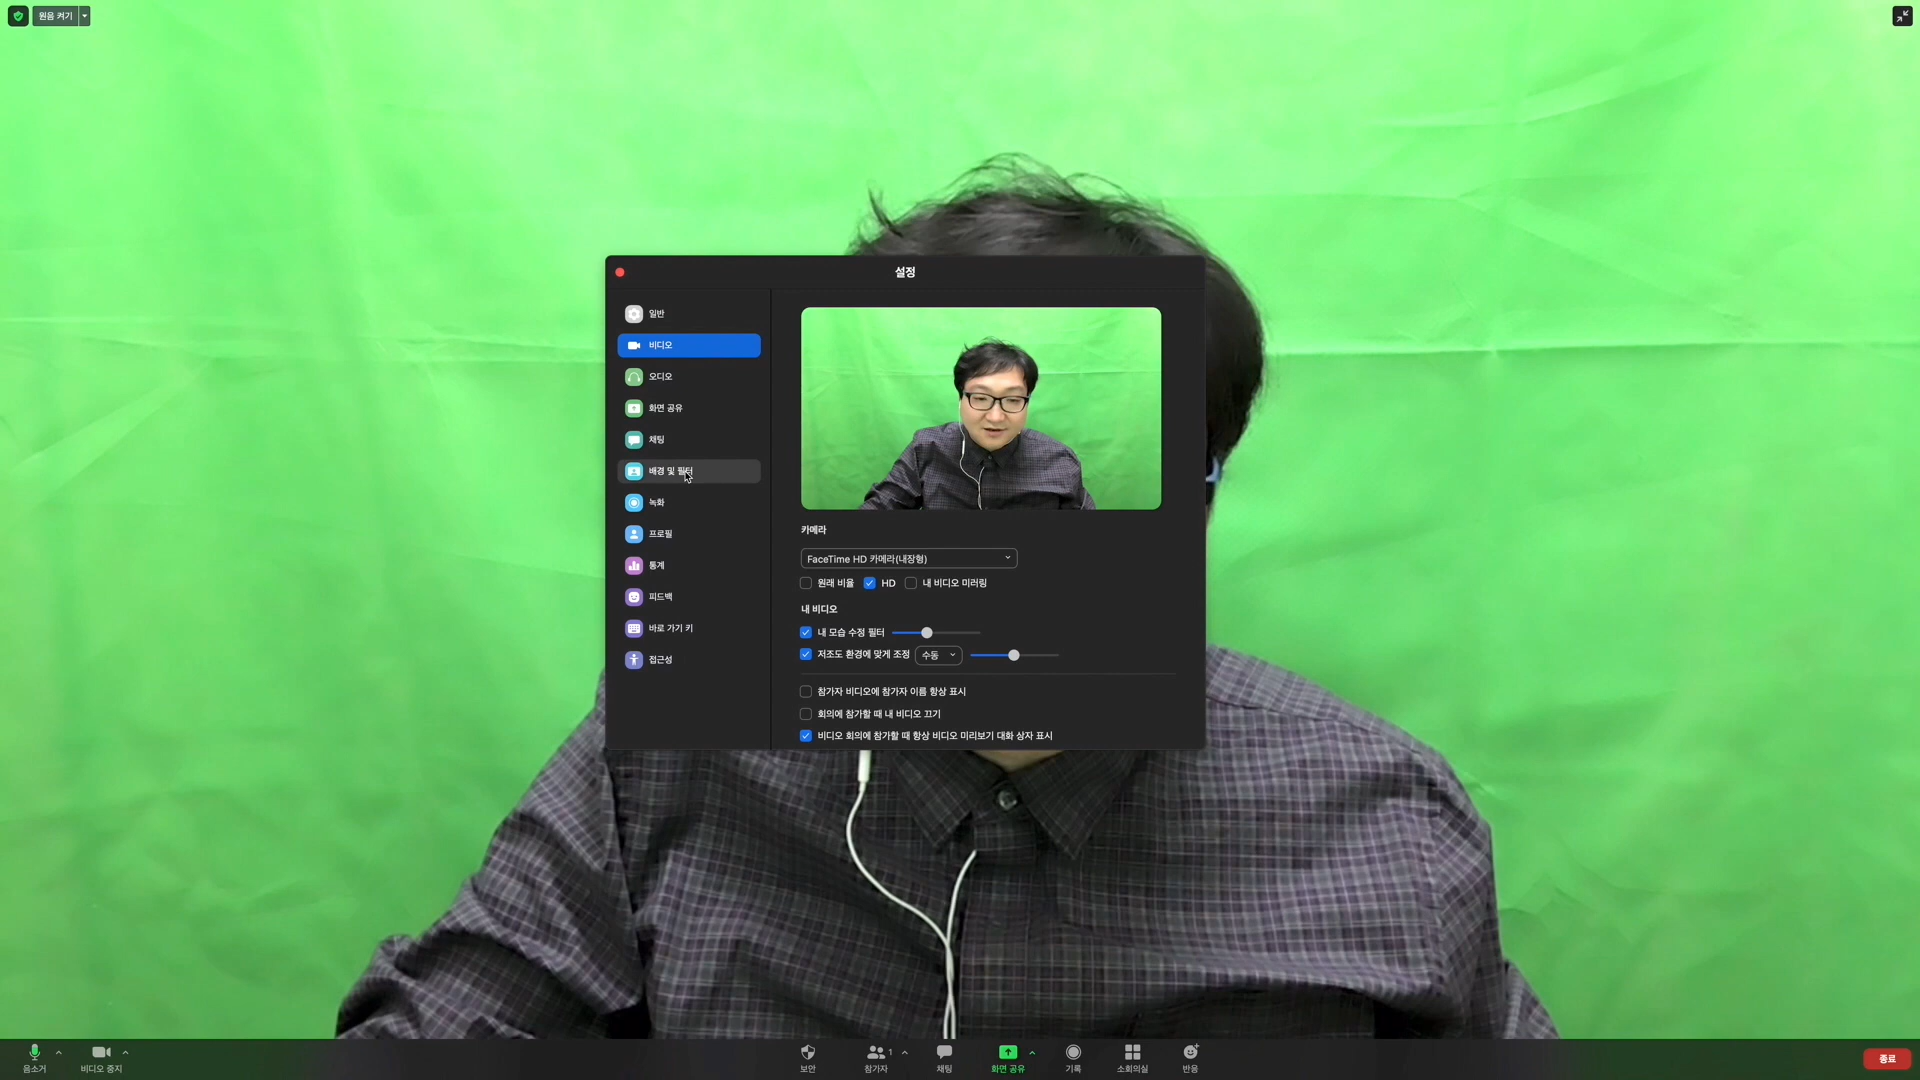 원음 켜기
설정
일반
비디오
오디오
화면 공유
채팅
배경 및 필터
녹화
프로필
통계
피드백
바로 가기 키
접근성
카메라
FaceTime HD 카메라(내장형)
원래 비율 HD 내 비디오 미러링
내 비디오
내 모습 수정 필터
저조도 환경에 맞게 조정 수동
참가자 비디오에 참가자 이름 항상 표시
회의에 참가할 때 내 비디오 끄기
비디오 회의에 참가할 때 항상 비디오 미리보기 대화 상자 표시
음소거 비디오 중지 보안 참가자 1 채팅 화면 공유 기록 소회의실 반응 종료